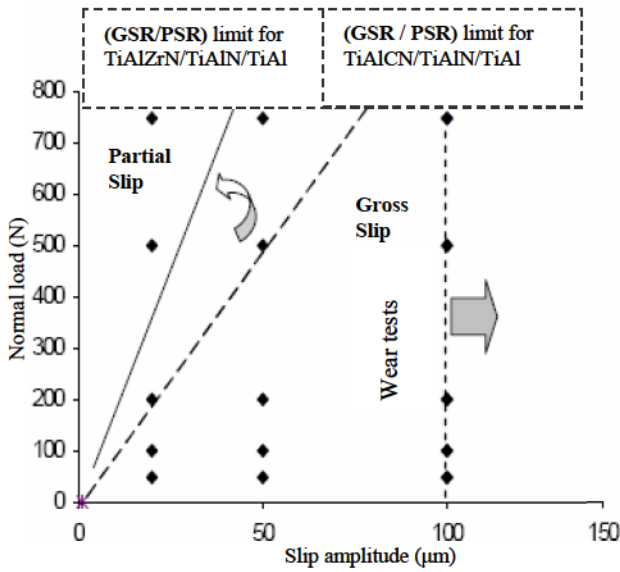 (GSR/PSR) limit for
TiAlZrN/TiAlN/TiAl
(GSR / PSR) limit for
TiAlCN/TiAlN/TiAl
Normal load (N)
800
700
600
500
400
300
200
100
0
Partial
Slip
Gross
Slip
Wear tests
0
50
100
150
Slip amplitude (μm)